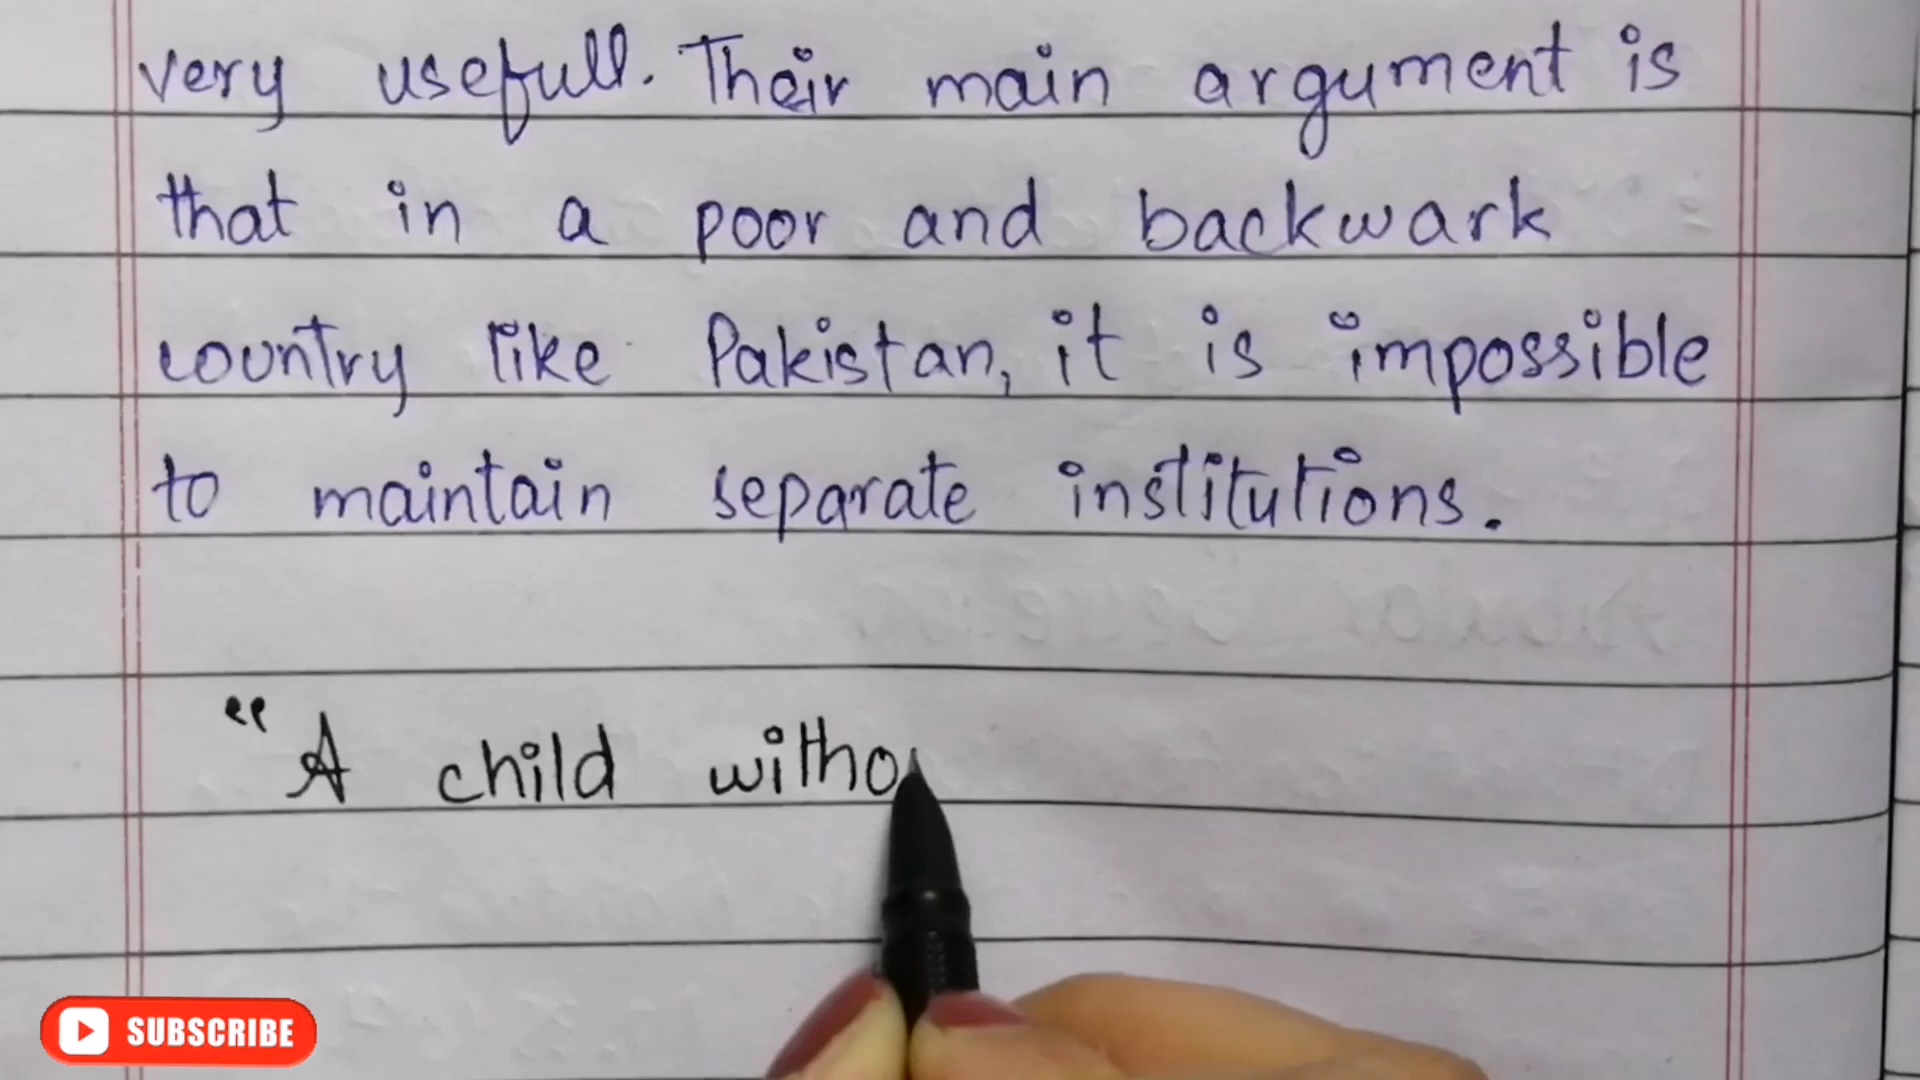 very usefull. Their main argument is
that in a poor and backwark
country like Pakistan, it is impossible
to maintain separate institutions.
"A child witho
SUBSCRIBE